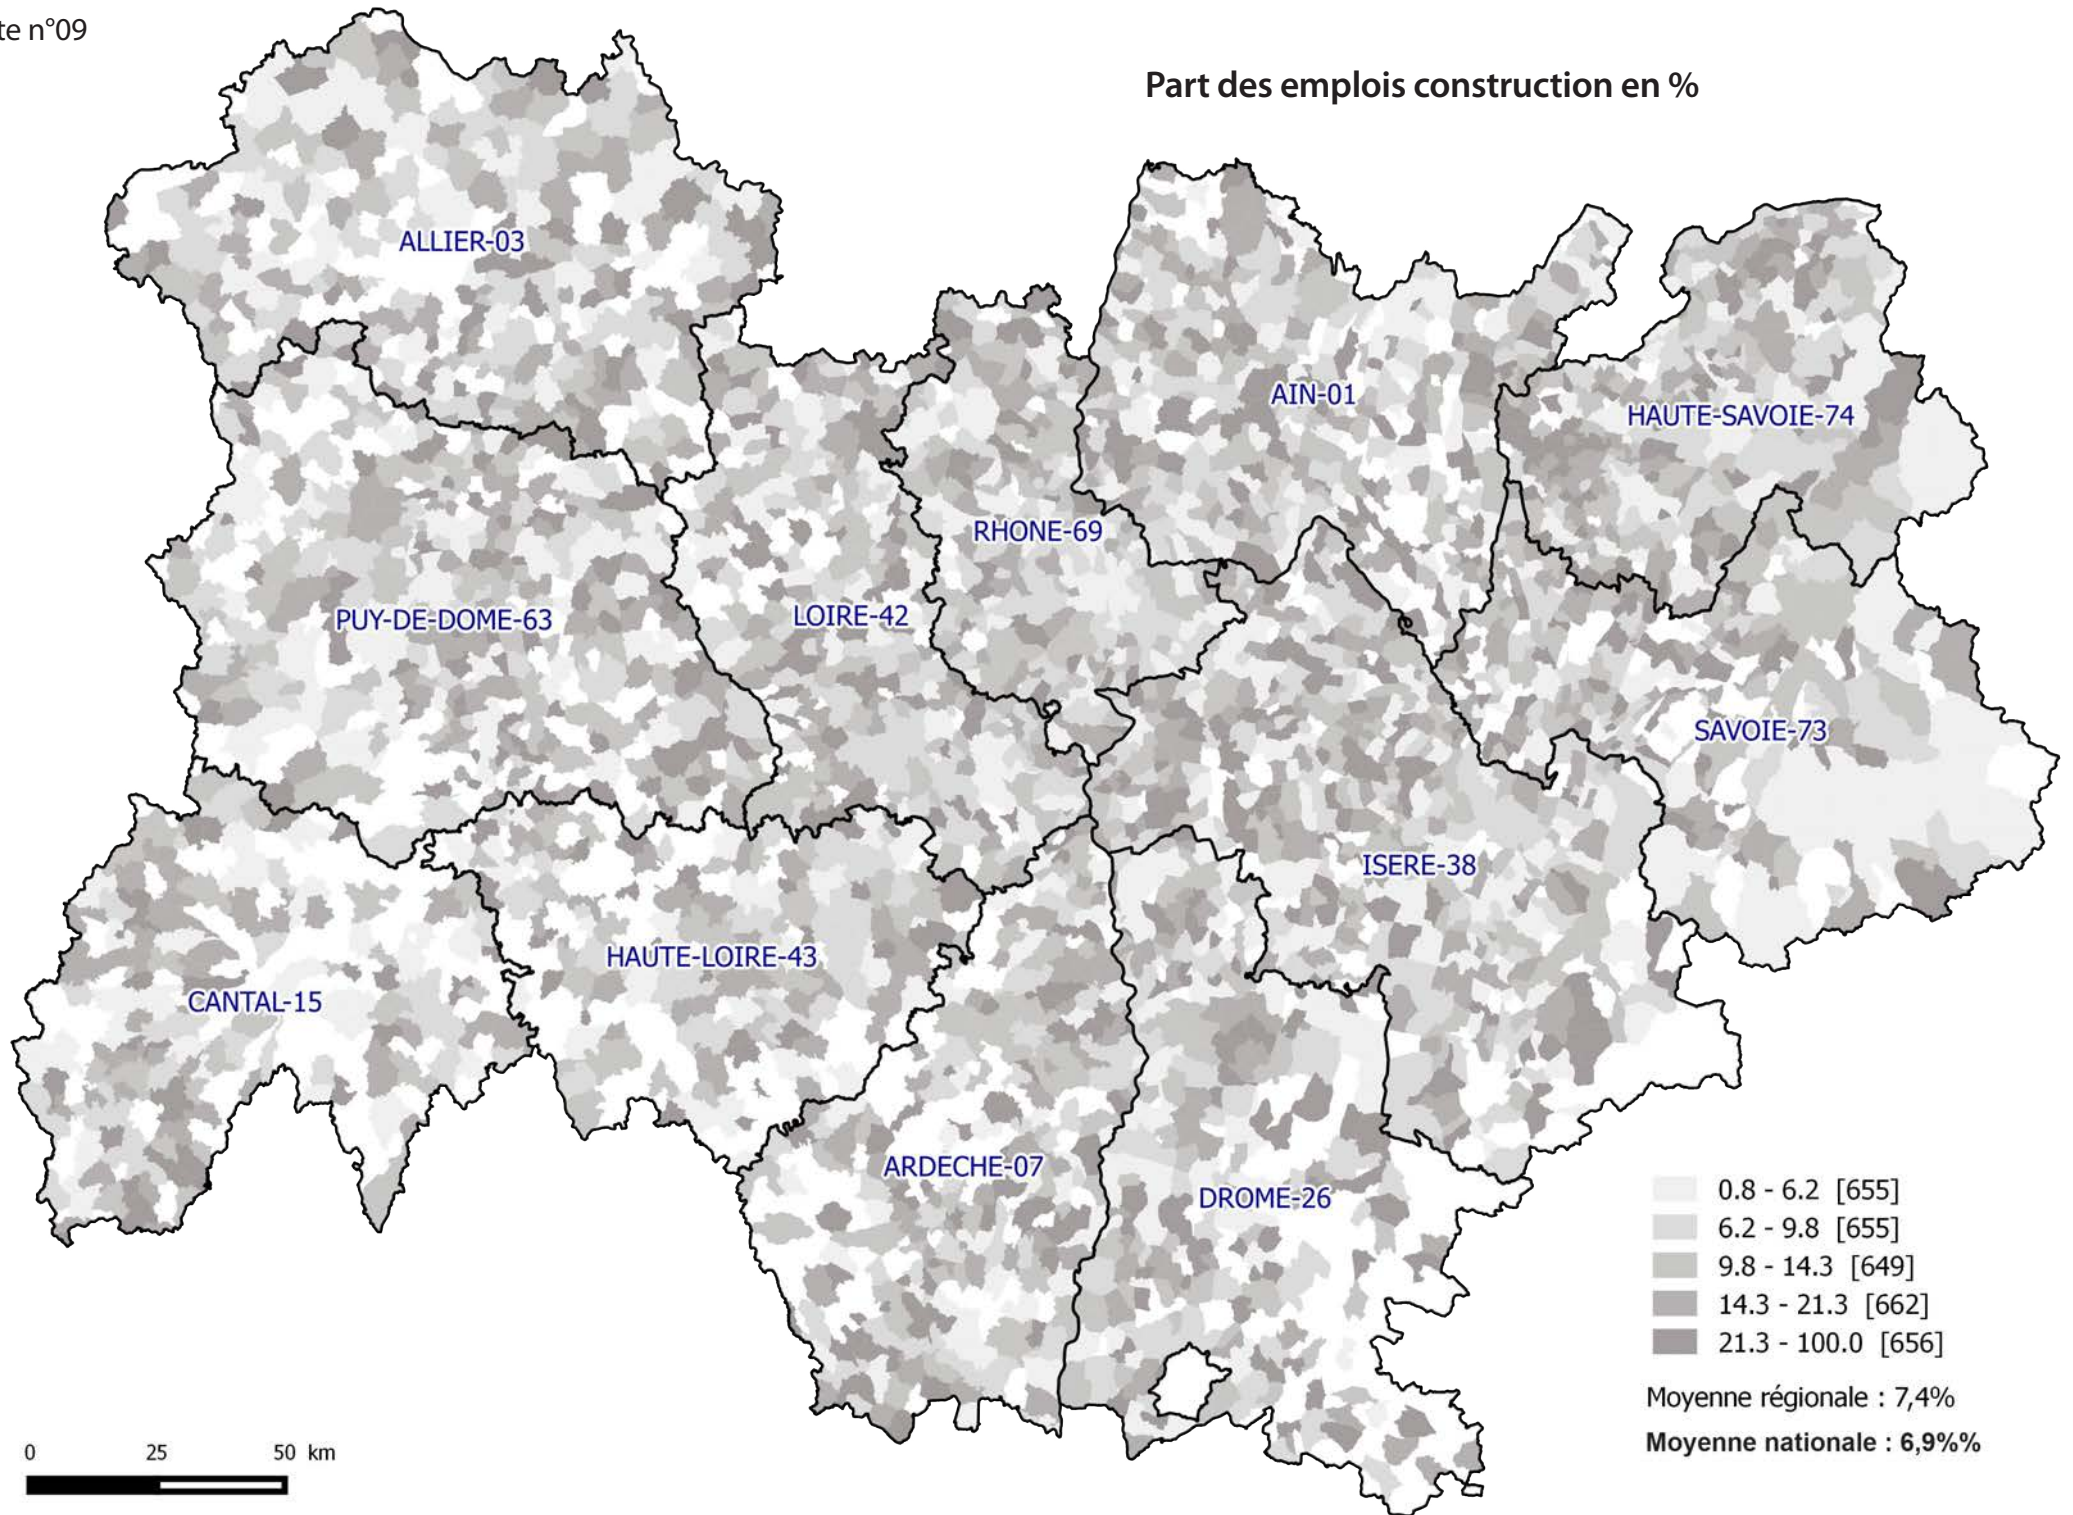 te n°09
Part des emplois construction en %
ALLIER-03
AIN-01
HAUTE-SAVOIE-74
RHONE-69
PUY-DE-DOME-63
LOIRE-42
SAVOIE-73
ISERE-38
HAUTE-LOIRE-43
CANTAL-15
ARDECHE-07
DROME-26
0.8 - 6.2 [655]
6.2 - 9.8 [655]
9.8 - 14.3 [649]
14.3 - 21.3 [662]
21.3 - 100.0 [656]
Moyenne régionale : 7,4%
Moyenne nationale : 6,9%%
0 25 50 km